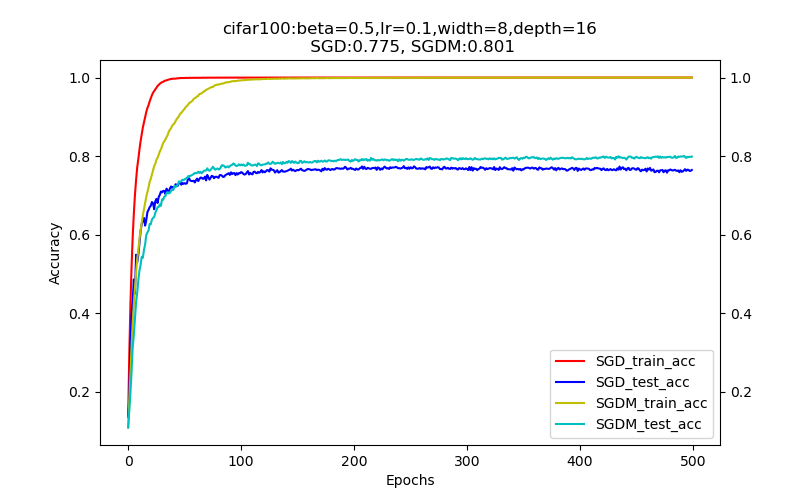 cifar100:beta=0.5,lr=0.1,width=8,depth=16
SGD:0.775, SGDM:0.801
1.0
1.0
0.8
0.8
0.6
0.6
0.4
0.4
0.2
0.2
Accuracy
SGD_train_acc
SGD_test_acc
SGDM_train_acc
SGDM_test_acc
0
100
200
300
400
500
Epochs